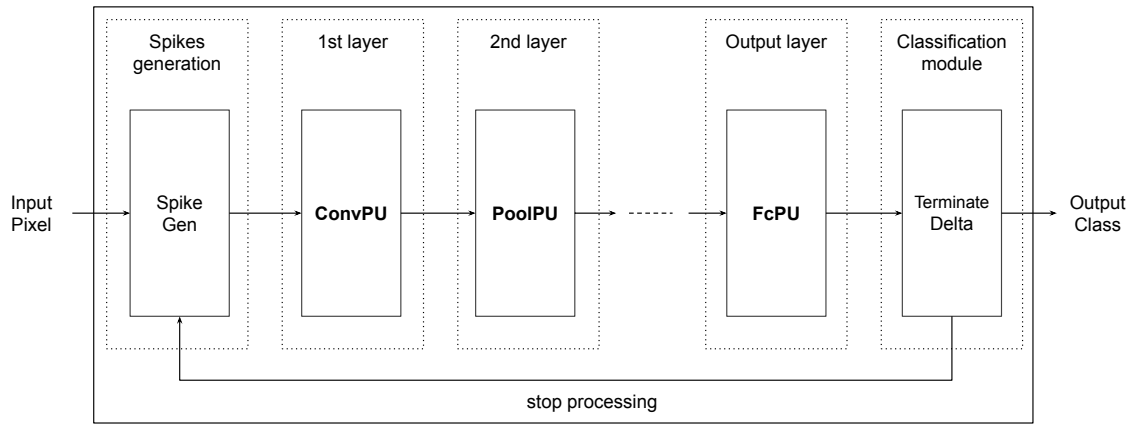 Spikes
generation
1st layer
2nd layer
Output layer
Classification
module
Input
Pixel
Spike
Gen
ConvPU
PoolPU
FcPU
Terminate
Delta
Output
Class
stop processing